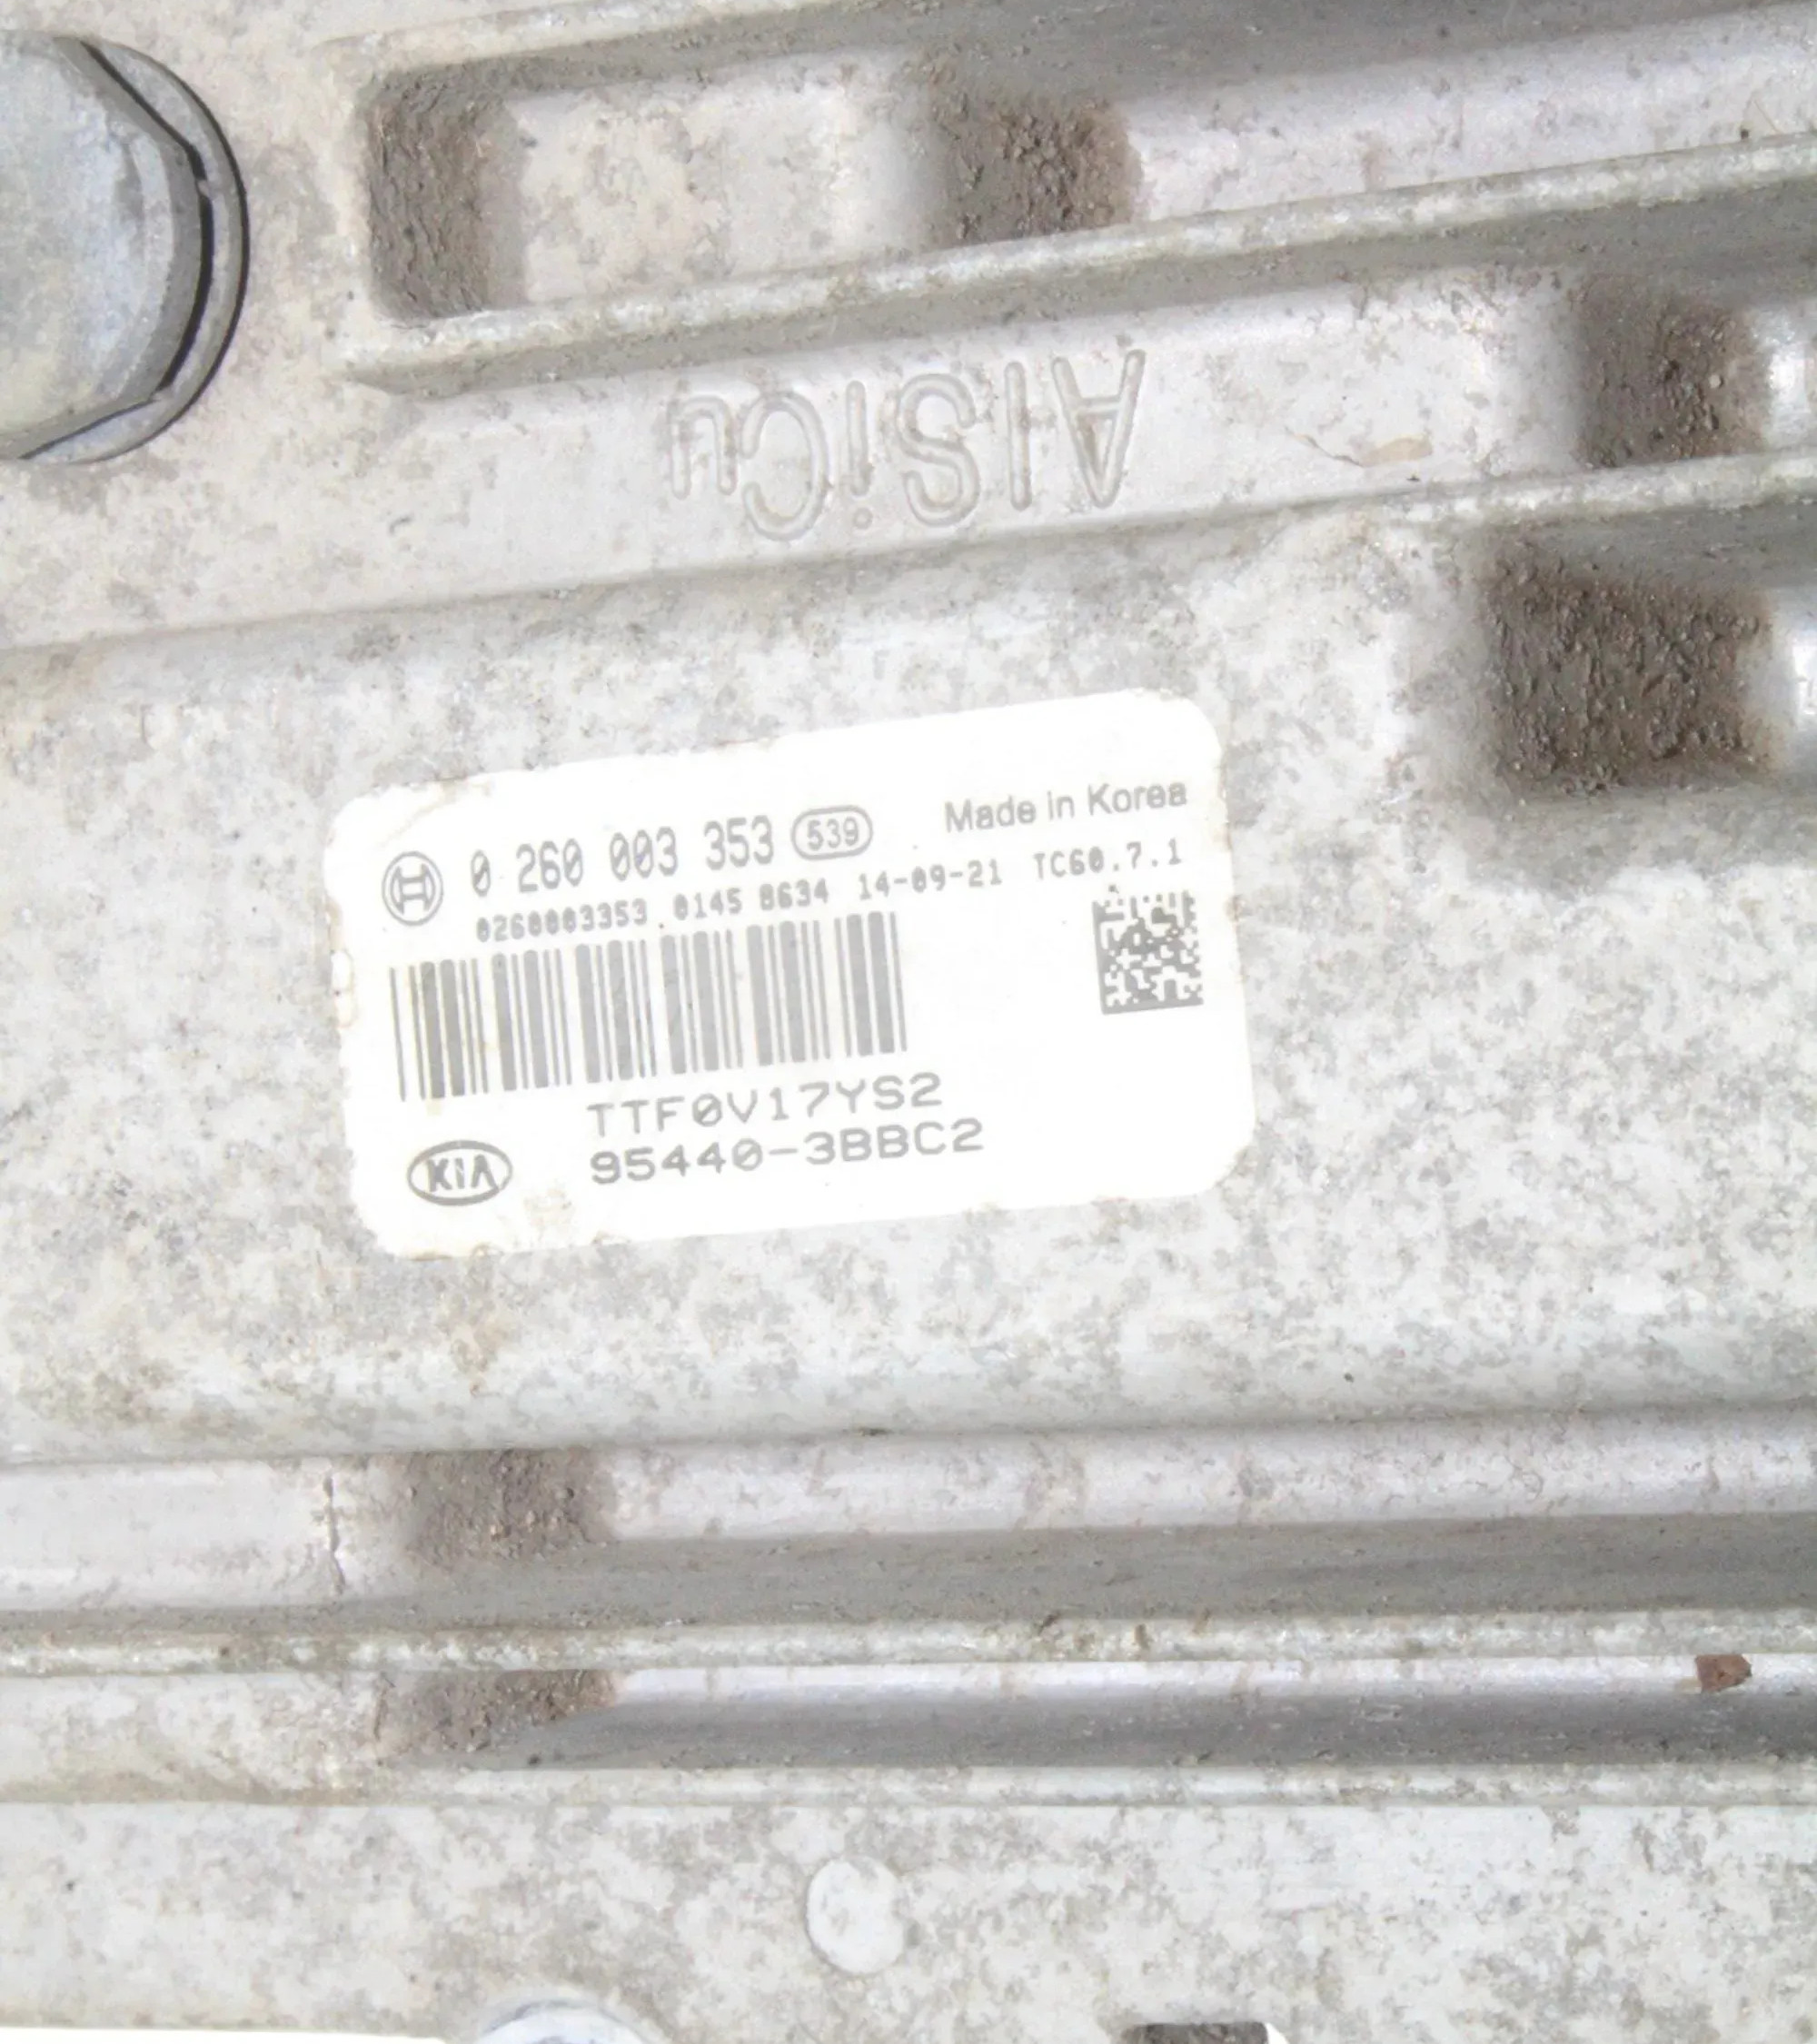 AlSiCu
0 260 003 353 539 Made in Korea
0260003353.0145 8634 14-09-21 TC60.7.1
TTF0V17YS2
KIA 95440-3BBC2